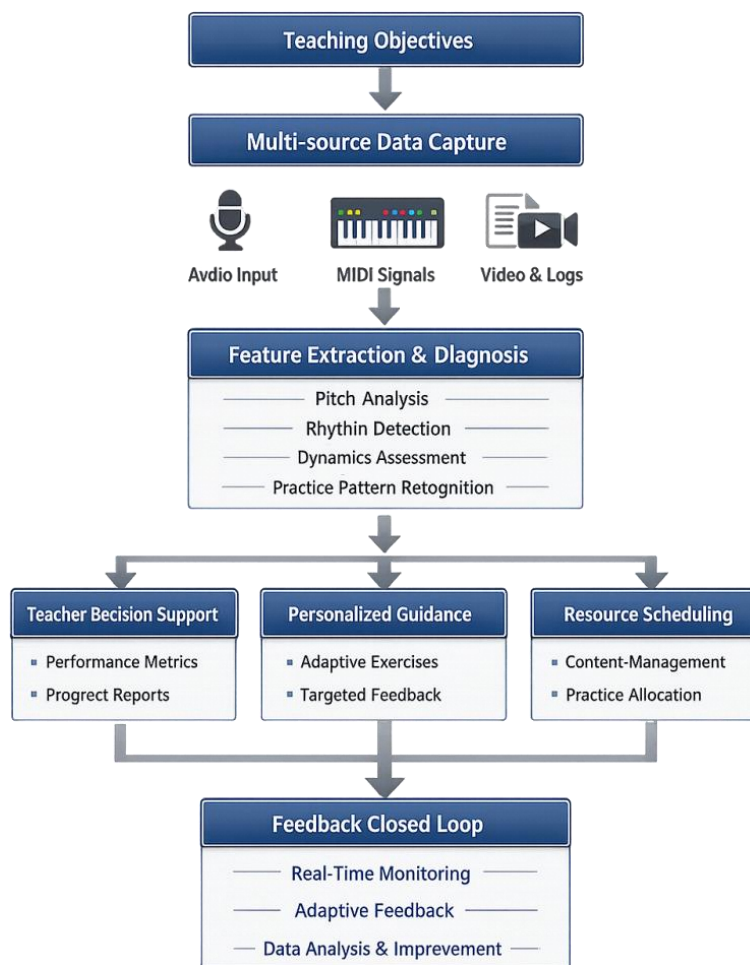 Teaching Objectives
Multi-source Data Capture
Avdio Input
MIDI Signals
Video & Logs
Feature Extraction & Dlagnosis
Pitch Analysis
Rhythin Detection
Dynamics Assessment
Practice Pattern Retognition
Teacher Becision Support
Performance Metrics
Progrect Reports
Personalized Guidance
Adaptive Exercises
Targeted Feedback
Resource Scheduling
Content-Management
Practice Allocation
Feedback Closed Loop
Real-Time Monitoring
Adaptive Feedback
Data Analysis & Imprevement